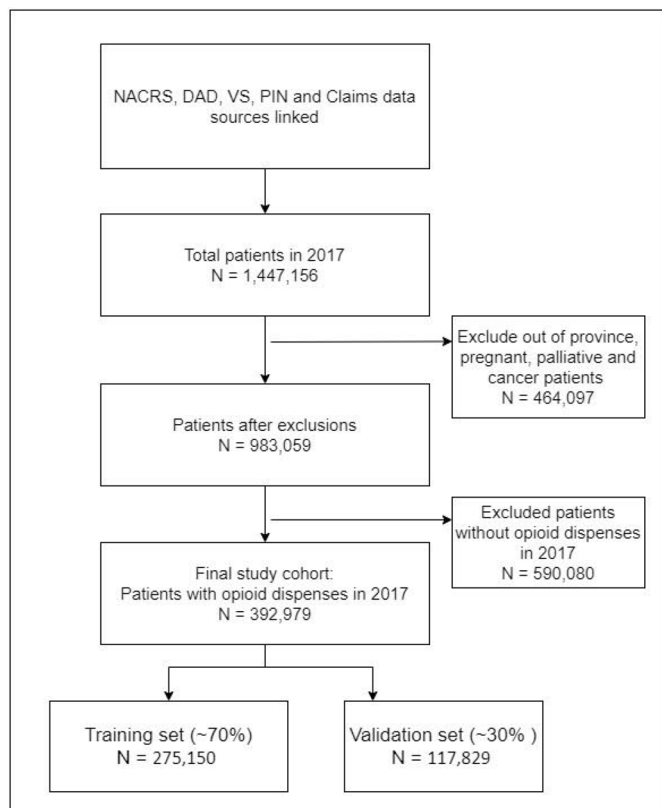 NACRS, DAD, VS, PIN and Claims data
sources linked
Total patients in 2017
N = 1,447,156
Exclude out of province,
pregnant, palliative and
cancer patients
N = 464,097
Patients after exclusions
N = 983,059
Excluded patients
without opioid dispenses
in 2017
N = 590,080
Final study cohort:
Patients with opioid dispenses in 2017
N = 392,979
Training set (~70%)
N = 275,150
Validation set (~30% )
N = 117,829